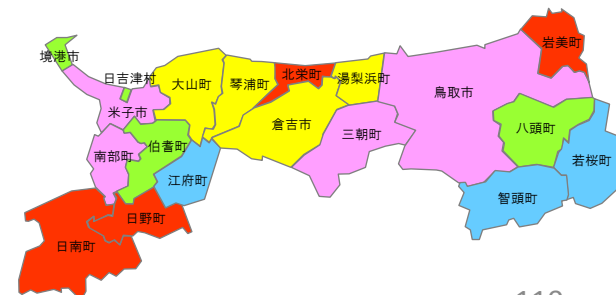 岩美町
境港市
日吉津村
大山町
琴浦町
北栄町
湯梨浜町
鳥取市
米子市
倉吉市
三朝町
八頭町
南部町
伯耆町
若桜町
江府町
智頭町
日野町
日南町